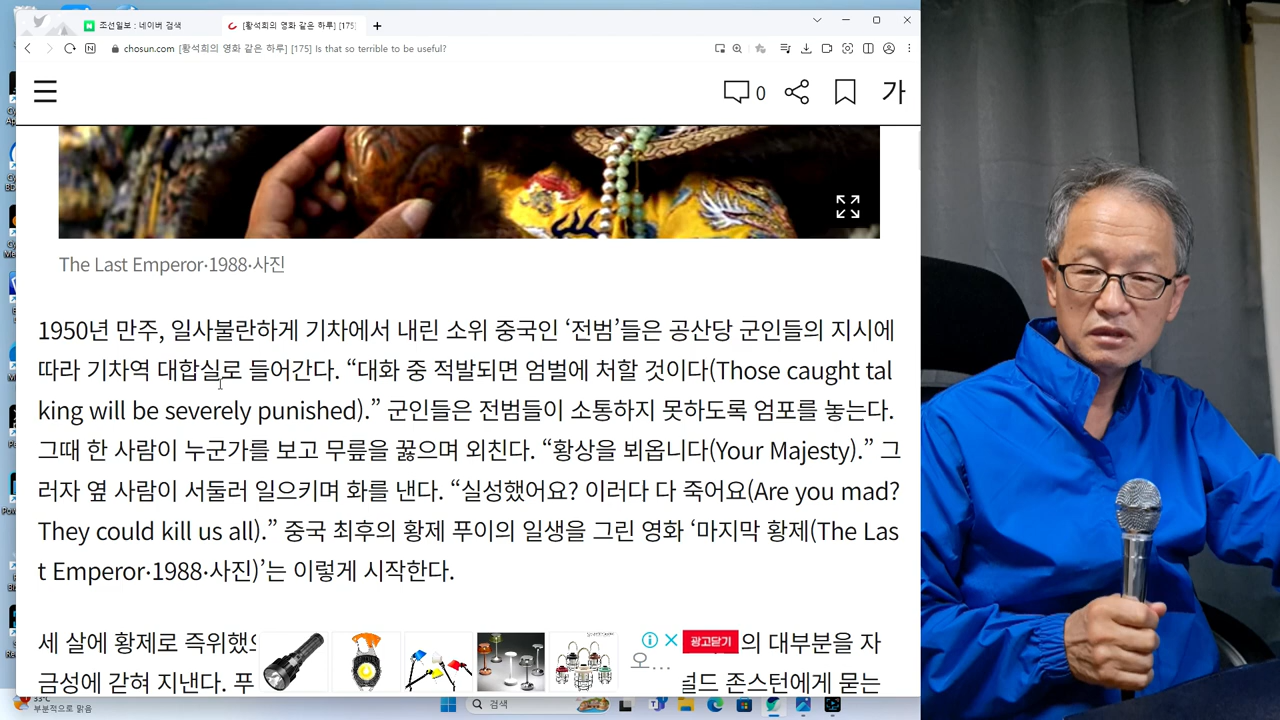 조선일보 : 네이버 검색
[황석희의 영화 같은 하루] [175]
chosun.com [황석희의 영화 같은 하루] [175] Is that so terrible to be useful?
0
가
The Last Emperor·1988·사진
1950년 만주, 일사불란하게 기차에서 내린 소위 중국인 ‘전범’들은 공산당 군인들의 지시에
따라 기차역 대합실로 들어간다. “대화 중 적발되면 엄벌에 처할 것이다(Those caught tal
king will be severely punished).” 군인들은 전범들이 소통하지 못하도록 엄포를 놓는다.
그때 한 사람이 누군가를 보고 무릎을 꿇으며 외친다. “황상을 뵈옵니다(Your Majesty).” 그
러자 옆 사람이 서둘러 일으키며 화를 낸다. “실성했어요? 이러다 다 죽어요(Are you mad?
They could kill us all).” 중국 최후의 황제 푸이의 일생을 그린 영화 ‘마지막 황제(The Las
t Emperor·1988·사진)’는 이렇게 시작한다.
세 살에 황제로 즉위했 의 대부분을 자
광고닫기
오...
금성에 갇혀 지낸다. 푸 널드 존스턴에게 묻는
33°C
부분적으로 맑음
검색